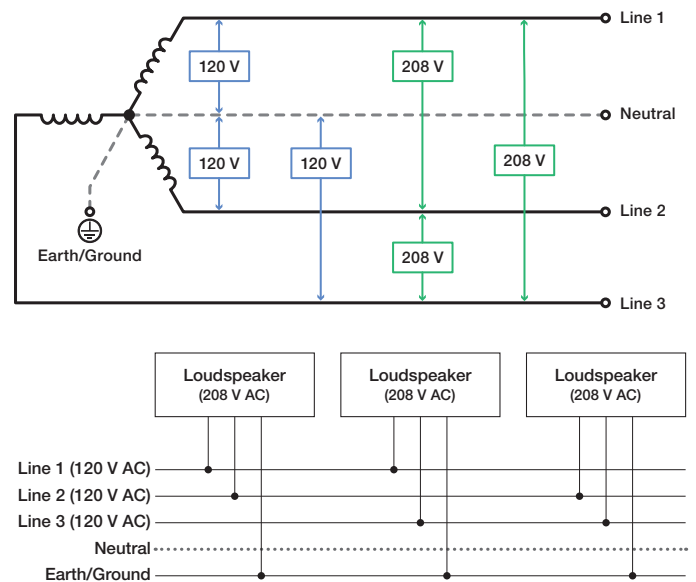 Line 1
120 V
208 V
Neutral
120 V
120 V
208 V
Line 2
Earth/Ground
208 V
Line 3
Loudspeaker
(208 V AC)
Loudspeaker
(208 V AC)
Loudspeaker
(208 V AC)
Line 1 (120 V AC)
Line 2 (120 V AC)
Line 3 (120 V AC)
Neutral
Earth/Ground